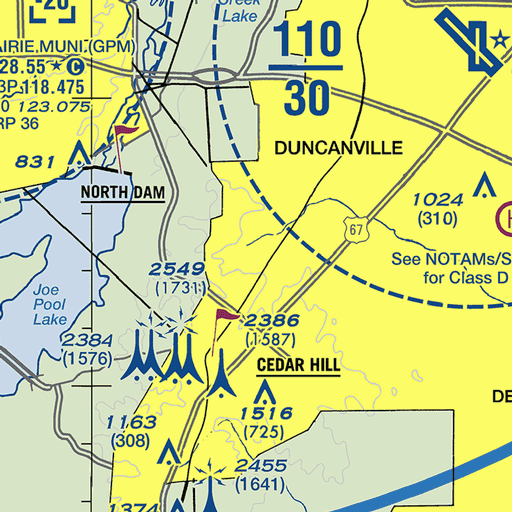 -20
Creek
Lake
AIRIE MUNI (GPM)
28.55 * C
3P 118.475
0 123.075
RP 36
110
30
831
DUNCANVILLE
NORTH DAM
1024
(310)
H
67
See NOTAMs/S
for Class D
2549
(1731)
Joe
Pool
Lake
2384
(1576)
2386
(1587)
CEDAR HILL
1516
(725)
DE
1163
(308)
2455
(1641)
1374